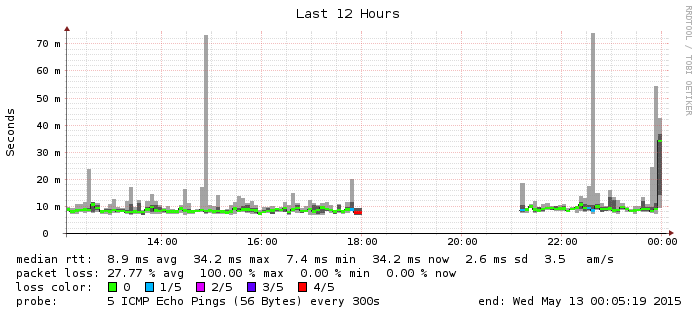 Last 12 Hours
RRDTOOL / TOBI OETIKER
Seconds
70 m
60 m
50 m
40 m
30 m
20 m
10 m
0
14:00 16:00 18:00 20:00 22:00 00:00
median rtt: 8.9 ms avg 34.2 ms max 7.4 ms min 34.2 ms now 2.6 ms sd 3.5 am/s
packet loss: 27.77 % avg 100.00 % max 0.00 % min 0.00 % now
loss color: 0 1/5 2/5 3/5 4/5
probe: 5 ICMP Echo Pings (56 Bytes) every 300s end: Wed May 13 00:05:19 2015